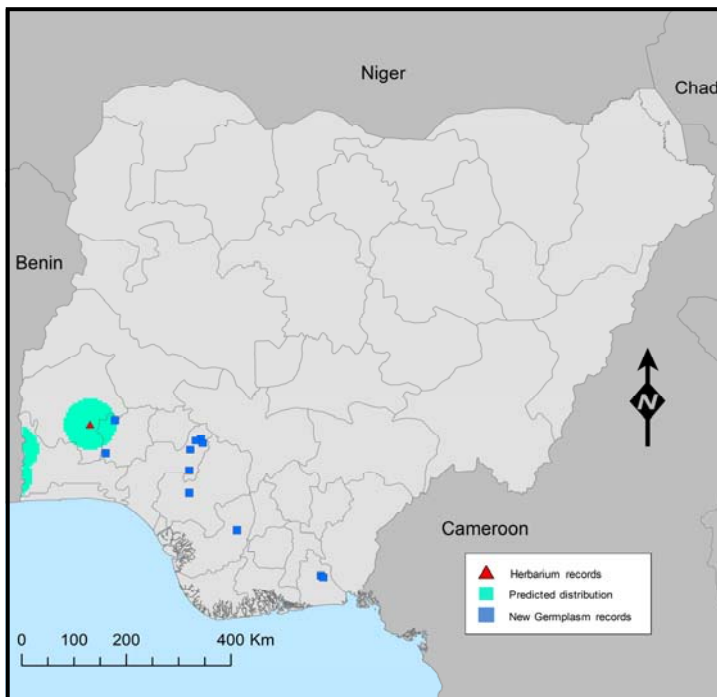 Niger
Chad
Benin
N
Cameroon
Herbarium records
Predicted distribution
New Germplasm records
0 100 200 400 Km